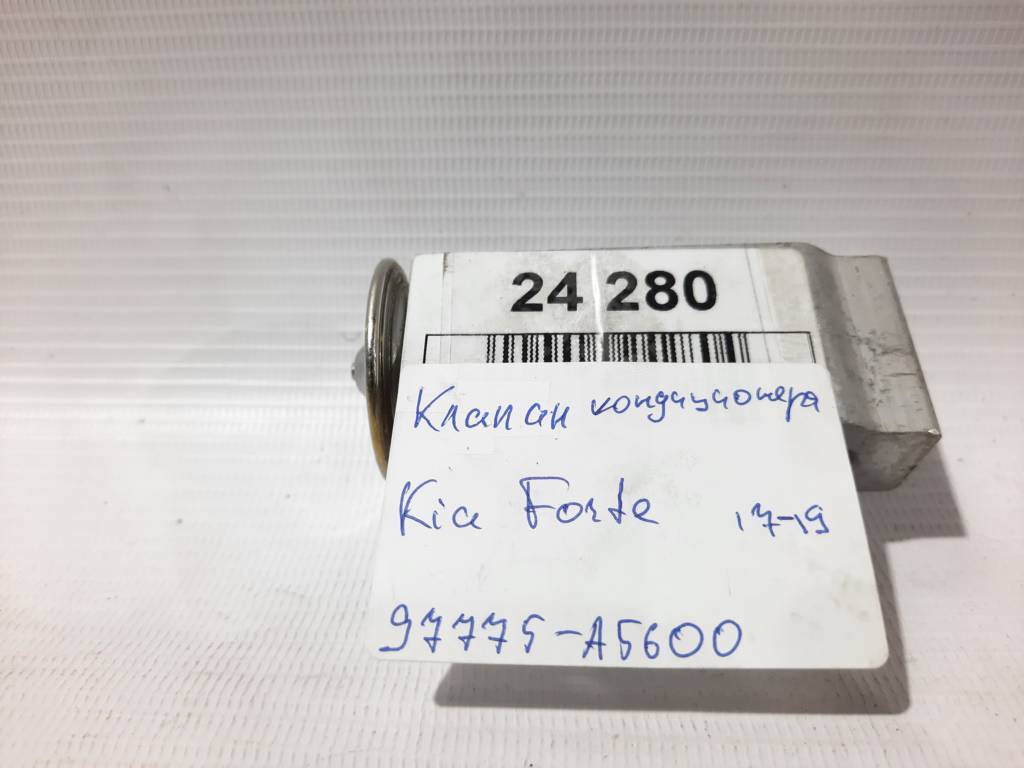 24 280
Клапан кондиционера
Kia Forte 17-19
97775-A5600